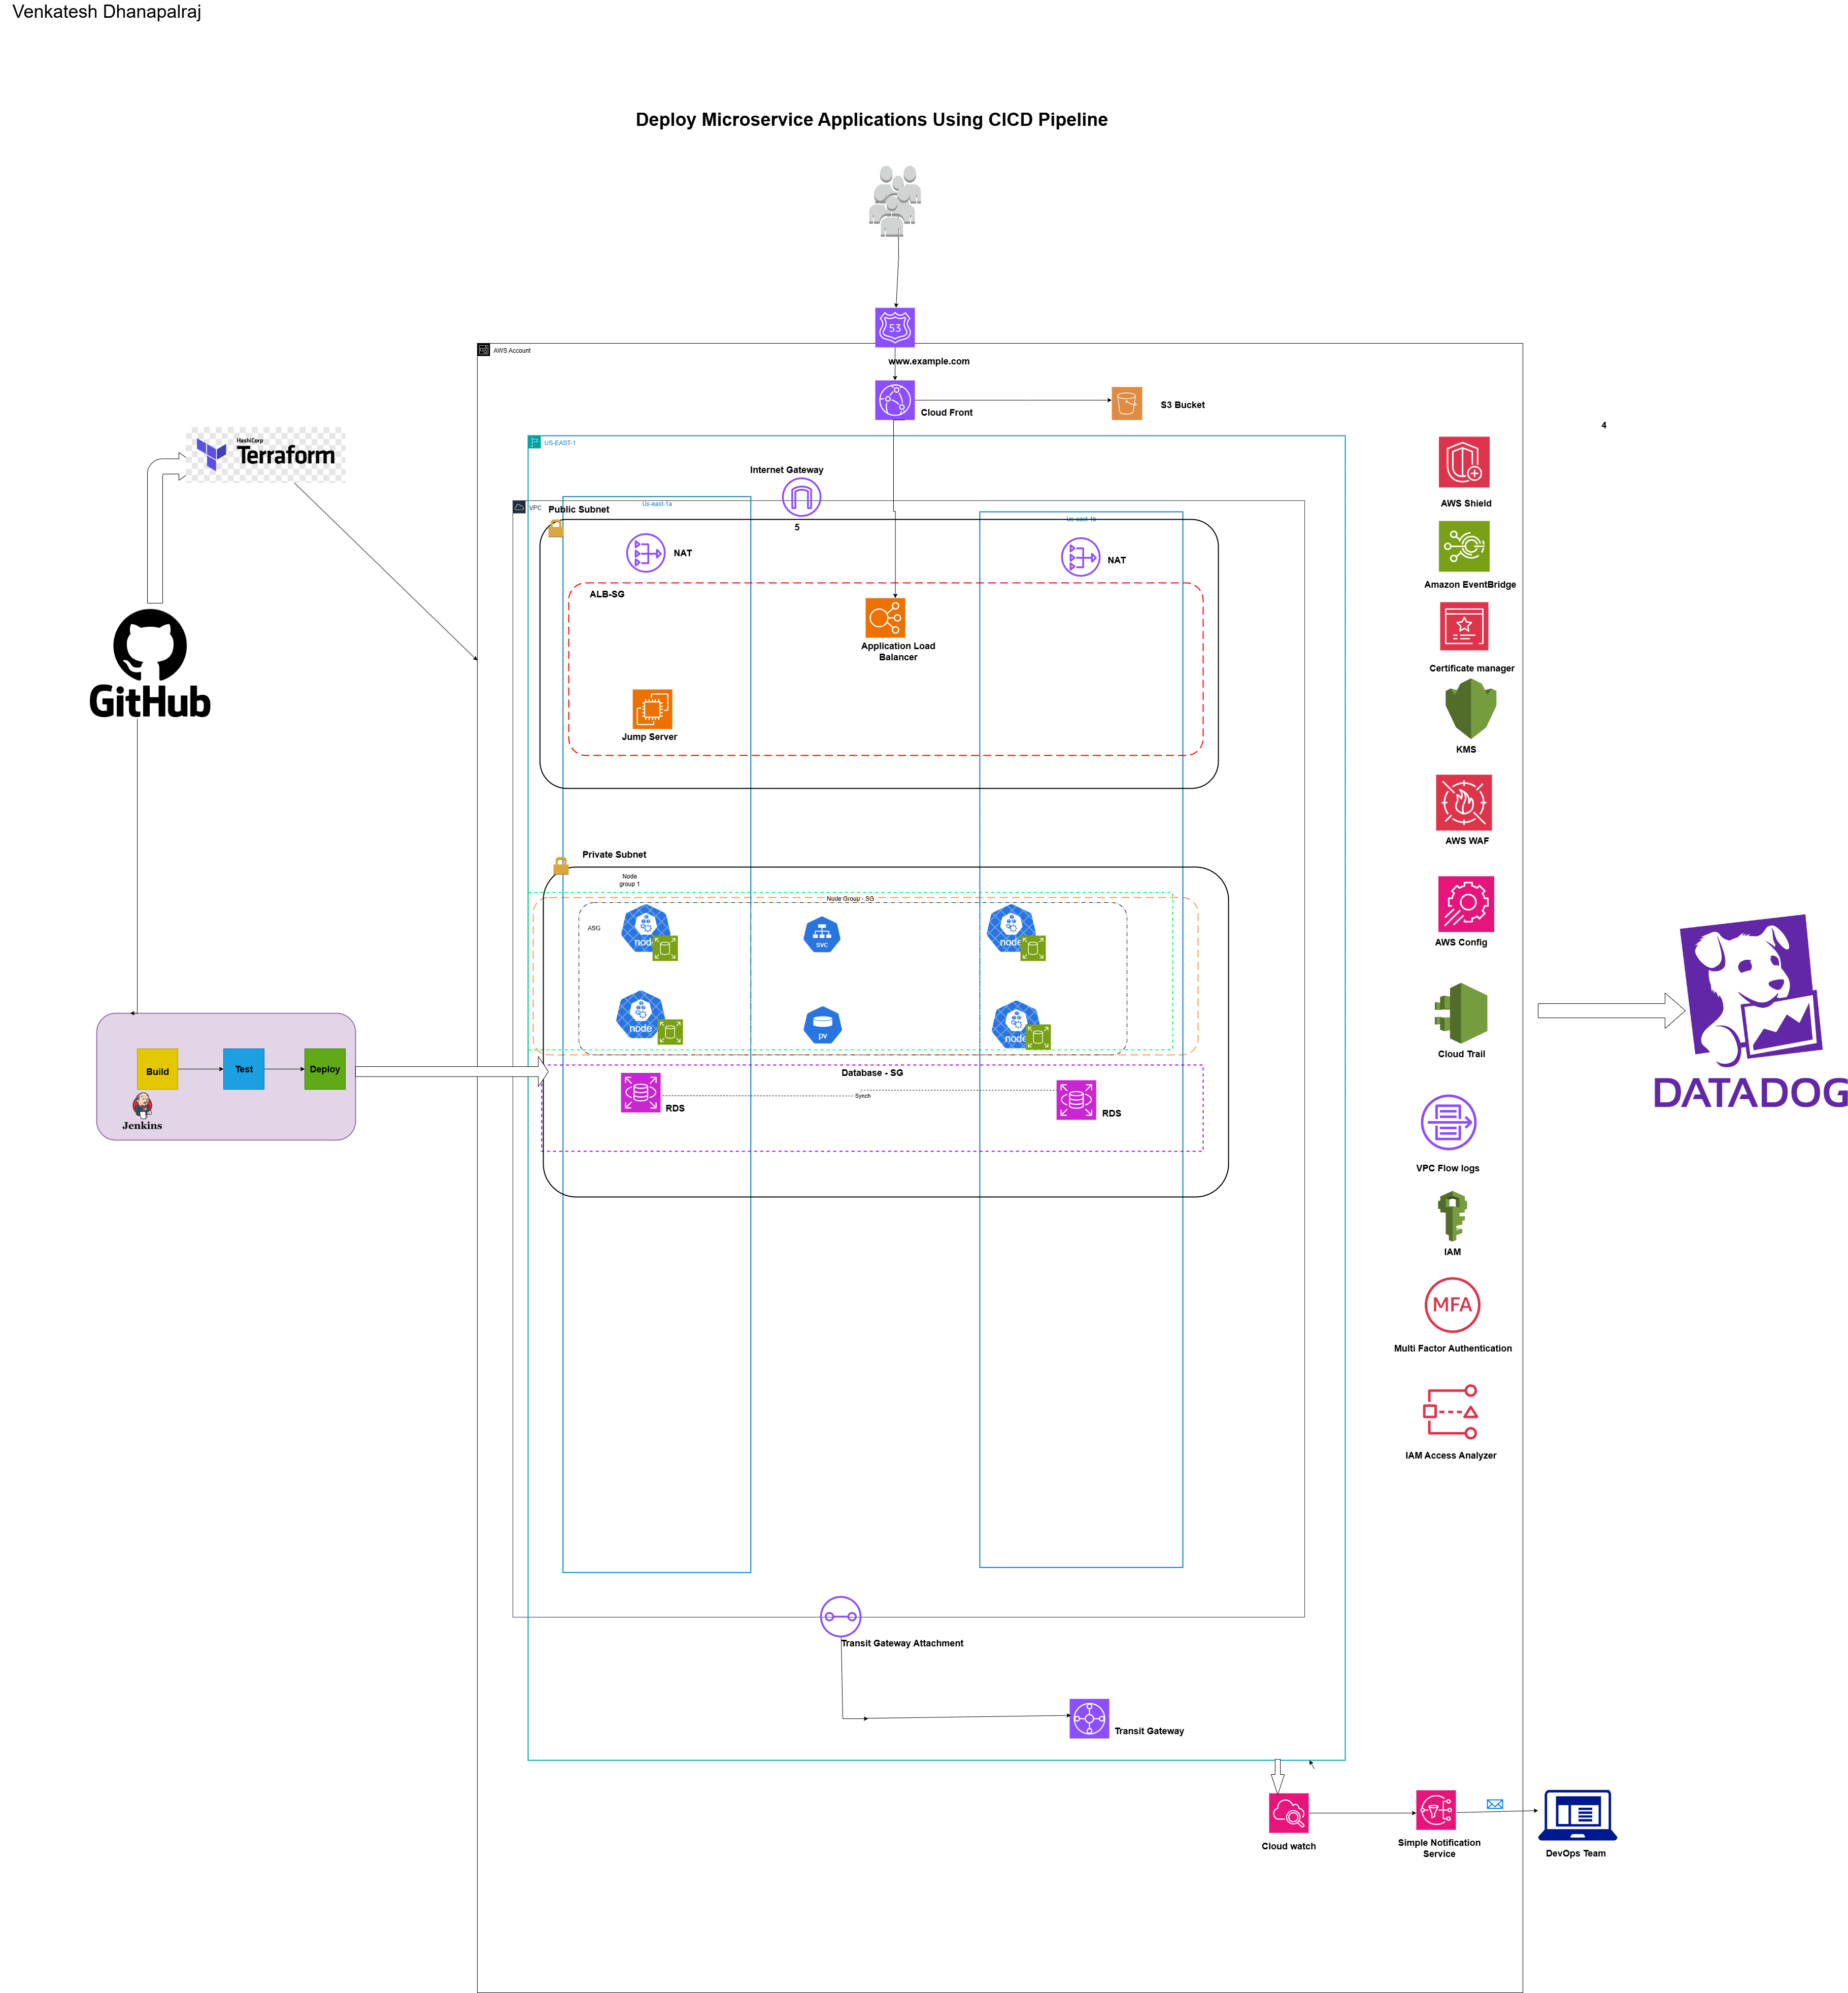 Venkatesh Dhanapalraj
Deploy Microservice Applications Using CICD Pipeline
53
AWS Account
www.example.com
Cloud Front
S3 Bucket
4
HashiCorp
Terraform
US-EAST-1
Internet Gateway
VPC
Public Subnet
Us-east-1a
5
Us-east-1b
NAT
NAT
ALB-SG
Application Load
Balancer
Jump Server
GitHub
AWS Shield
Amazon EventBridge
Certificate manager
KMS
AWS WAF
AWS Config
Cloud Trail
VPC Flow logs
IAM
MFA
Multi Factor Authentication
IAM Access Analyzer
Private Subnet
Node
group 1
Node Group - SG
ASG
node
svc
node
node
pv
node
Database - SG
RDS
Synch
RDS
Build
Test
Deploy
Jenkins
DATADOG
Transit Gateway Attachment
Transit Gateway
Cloud watch
Simple Notification
Service
DevOps Team